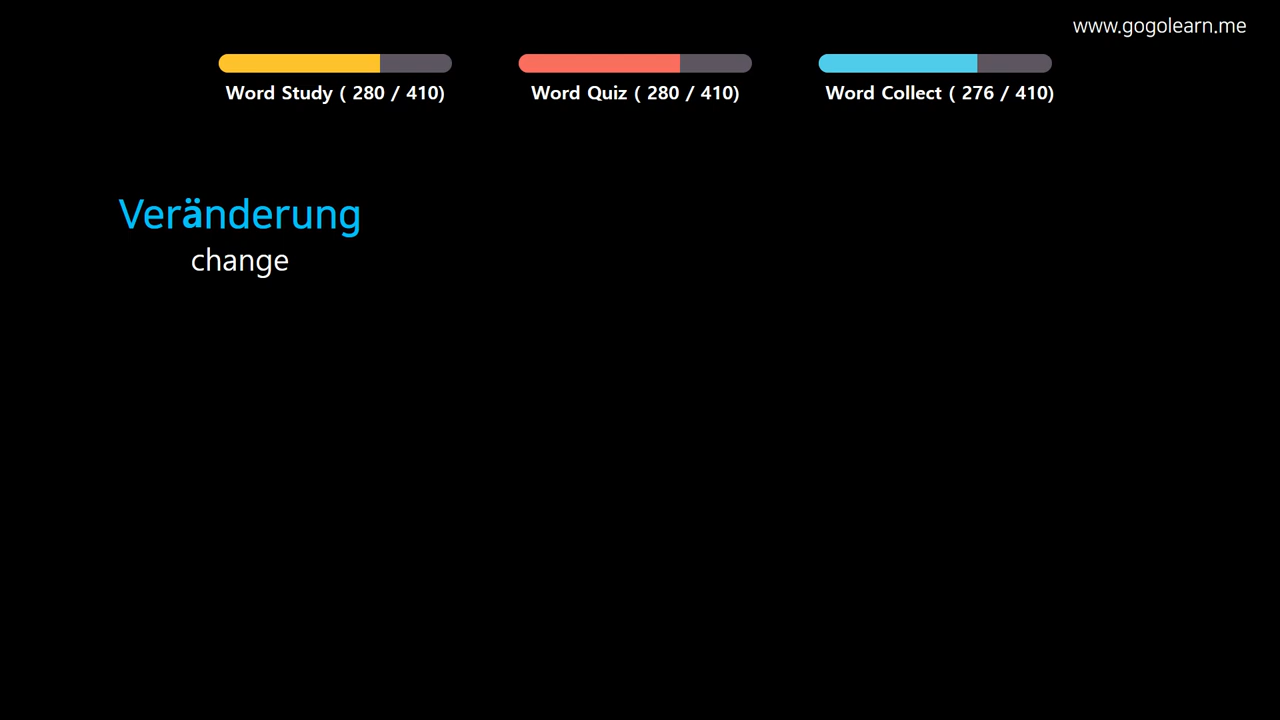 www.gogolearn.me
Word Study ( 280 / 410)
Word Quiz ( 280 / 410)
Word Collect ( 276 / 410)
Veränderung
change